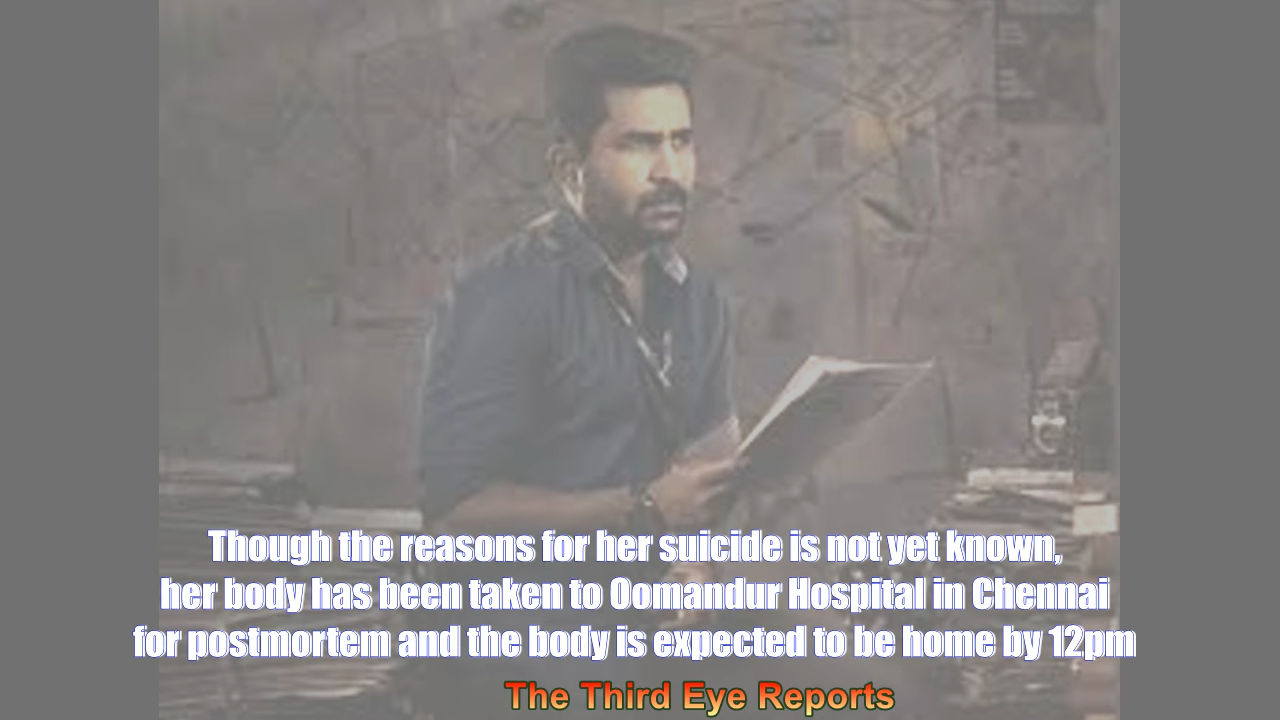 Though the reasons for her suicide is not yet known,
her body has been taken to Oomandur Hospital in Chennai
for postmortem and the body is expected to be home by 12pm
The Third Eye Reports